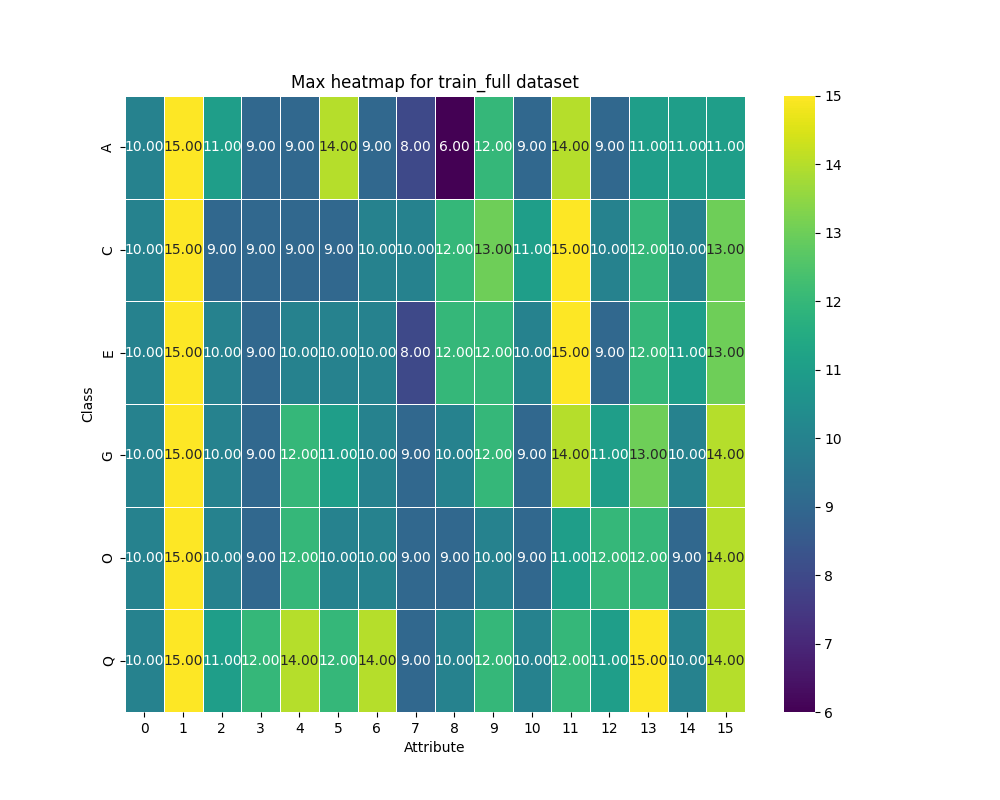 Max heatmap for train_full dataset
A 10.00 15.00 11.00 9.00 9.00 14.00 9.00 8.00 6.00 12.00 9.00 14.00 9.00 11.00 11.00 11.00
C 10.00 15.00 9.00 9.00 9.00 9.00 10.00 10.00 12.00 13.00 11.00 15.00 10.00 12.00 10.00 13.00
E 10.00 15.00 10.00 9.00 10.00 10.00 10.00 8.00 12.00 12.00 10.00 15.00 9.00 12.00 11.00 13.00
G 10.00 15.00 10.00 9.00 12.00 11.00 10.00 9.00 10.00 12.00 9.00 14.00 11.00 13.00 10.00 14.00
O 10.00 15.00 10.00 9.00 12.00 10.00 10.00 9.00 9.00 10.00 9.00 11.00 12.00 12.00 9.00 14.00
Q 10.00 15.00 11.00 12.00 14.00 12.00 14.00 9.00 10.00 12.00 10.00 12.00 11.00 15.00 10.00 14.00
0 1 2 3 4 5 6 7 8 9 10 11 12 13 14 15
Attribute
Class
15
14
13
12
11
10
9
8
7
6